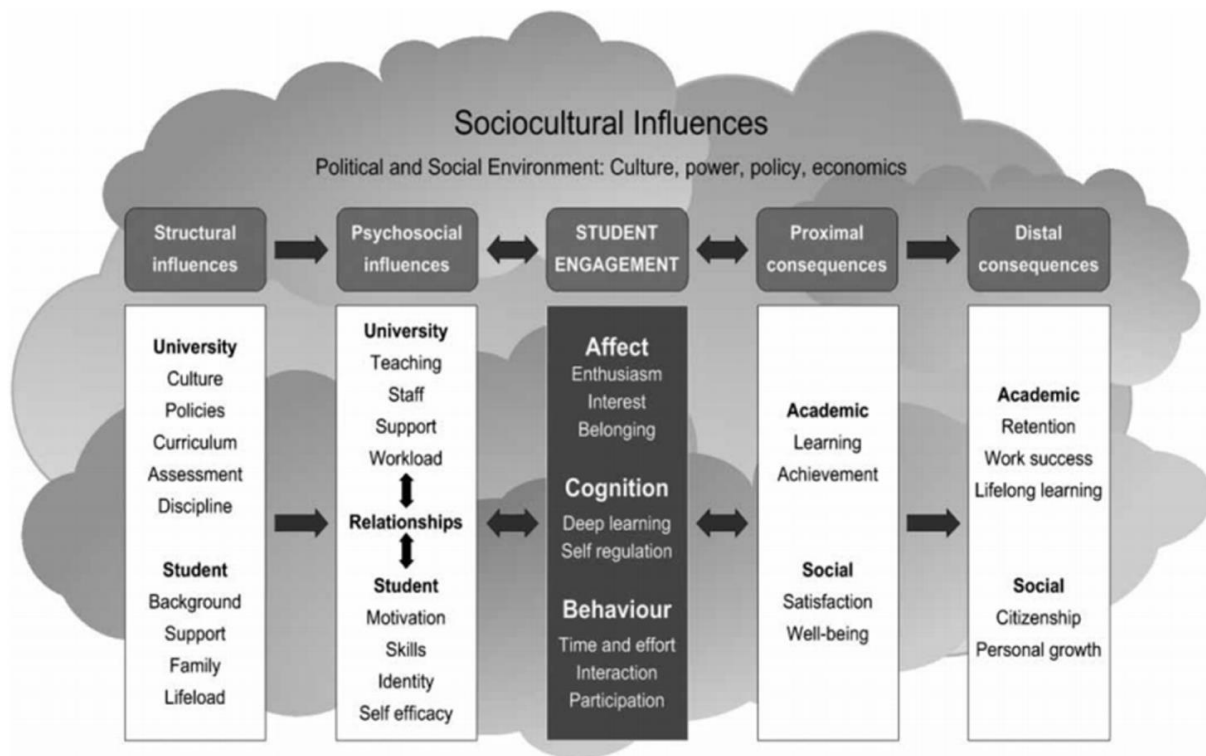 Sociocultural Influences
Political and Social Environment: Culture, power, policy, economics
Structural
influences
Psychosocial
influences
STUDENT
ENGAGEMENT
Proximal
consequences
Distal
consequences
University
Culture
Policies
Curriculum
Assessment
Discipline
Student
Background
Support
Family
Lifeload
University
Teaching
Staff
Support
Workload
Relationships
Student
Motivation
Skills
Identity
Self efficacy
Affect
Enthusiasm
Interest
Belonging
Cognition
Deep learning
Self regulation
Behaviour
Time and effort
Interaction
Participation
Academic
Learning
Achievement
Social
Satisfaction
Well-being
Academic
Retention
Work success
Lifelong learning
Social
Citizenship
Personal growth